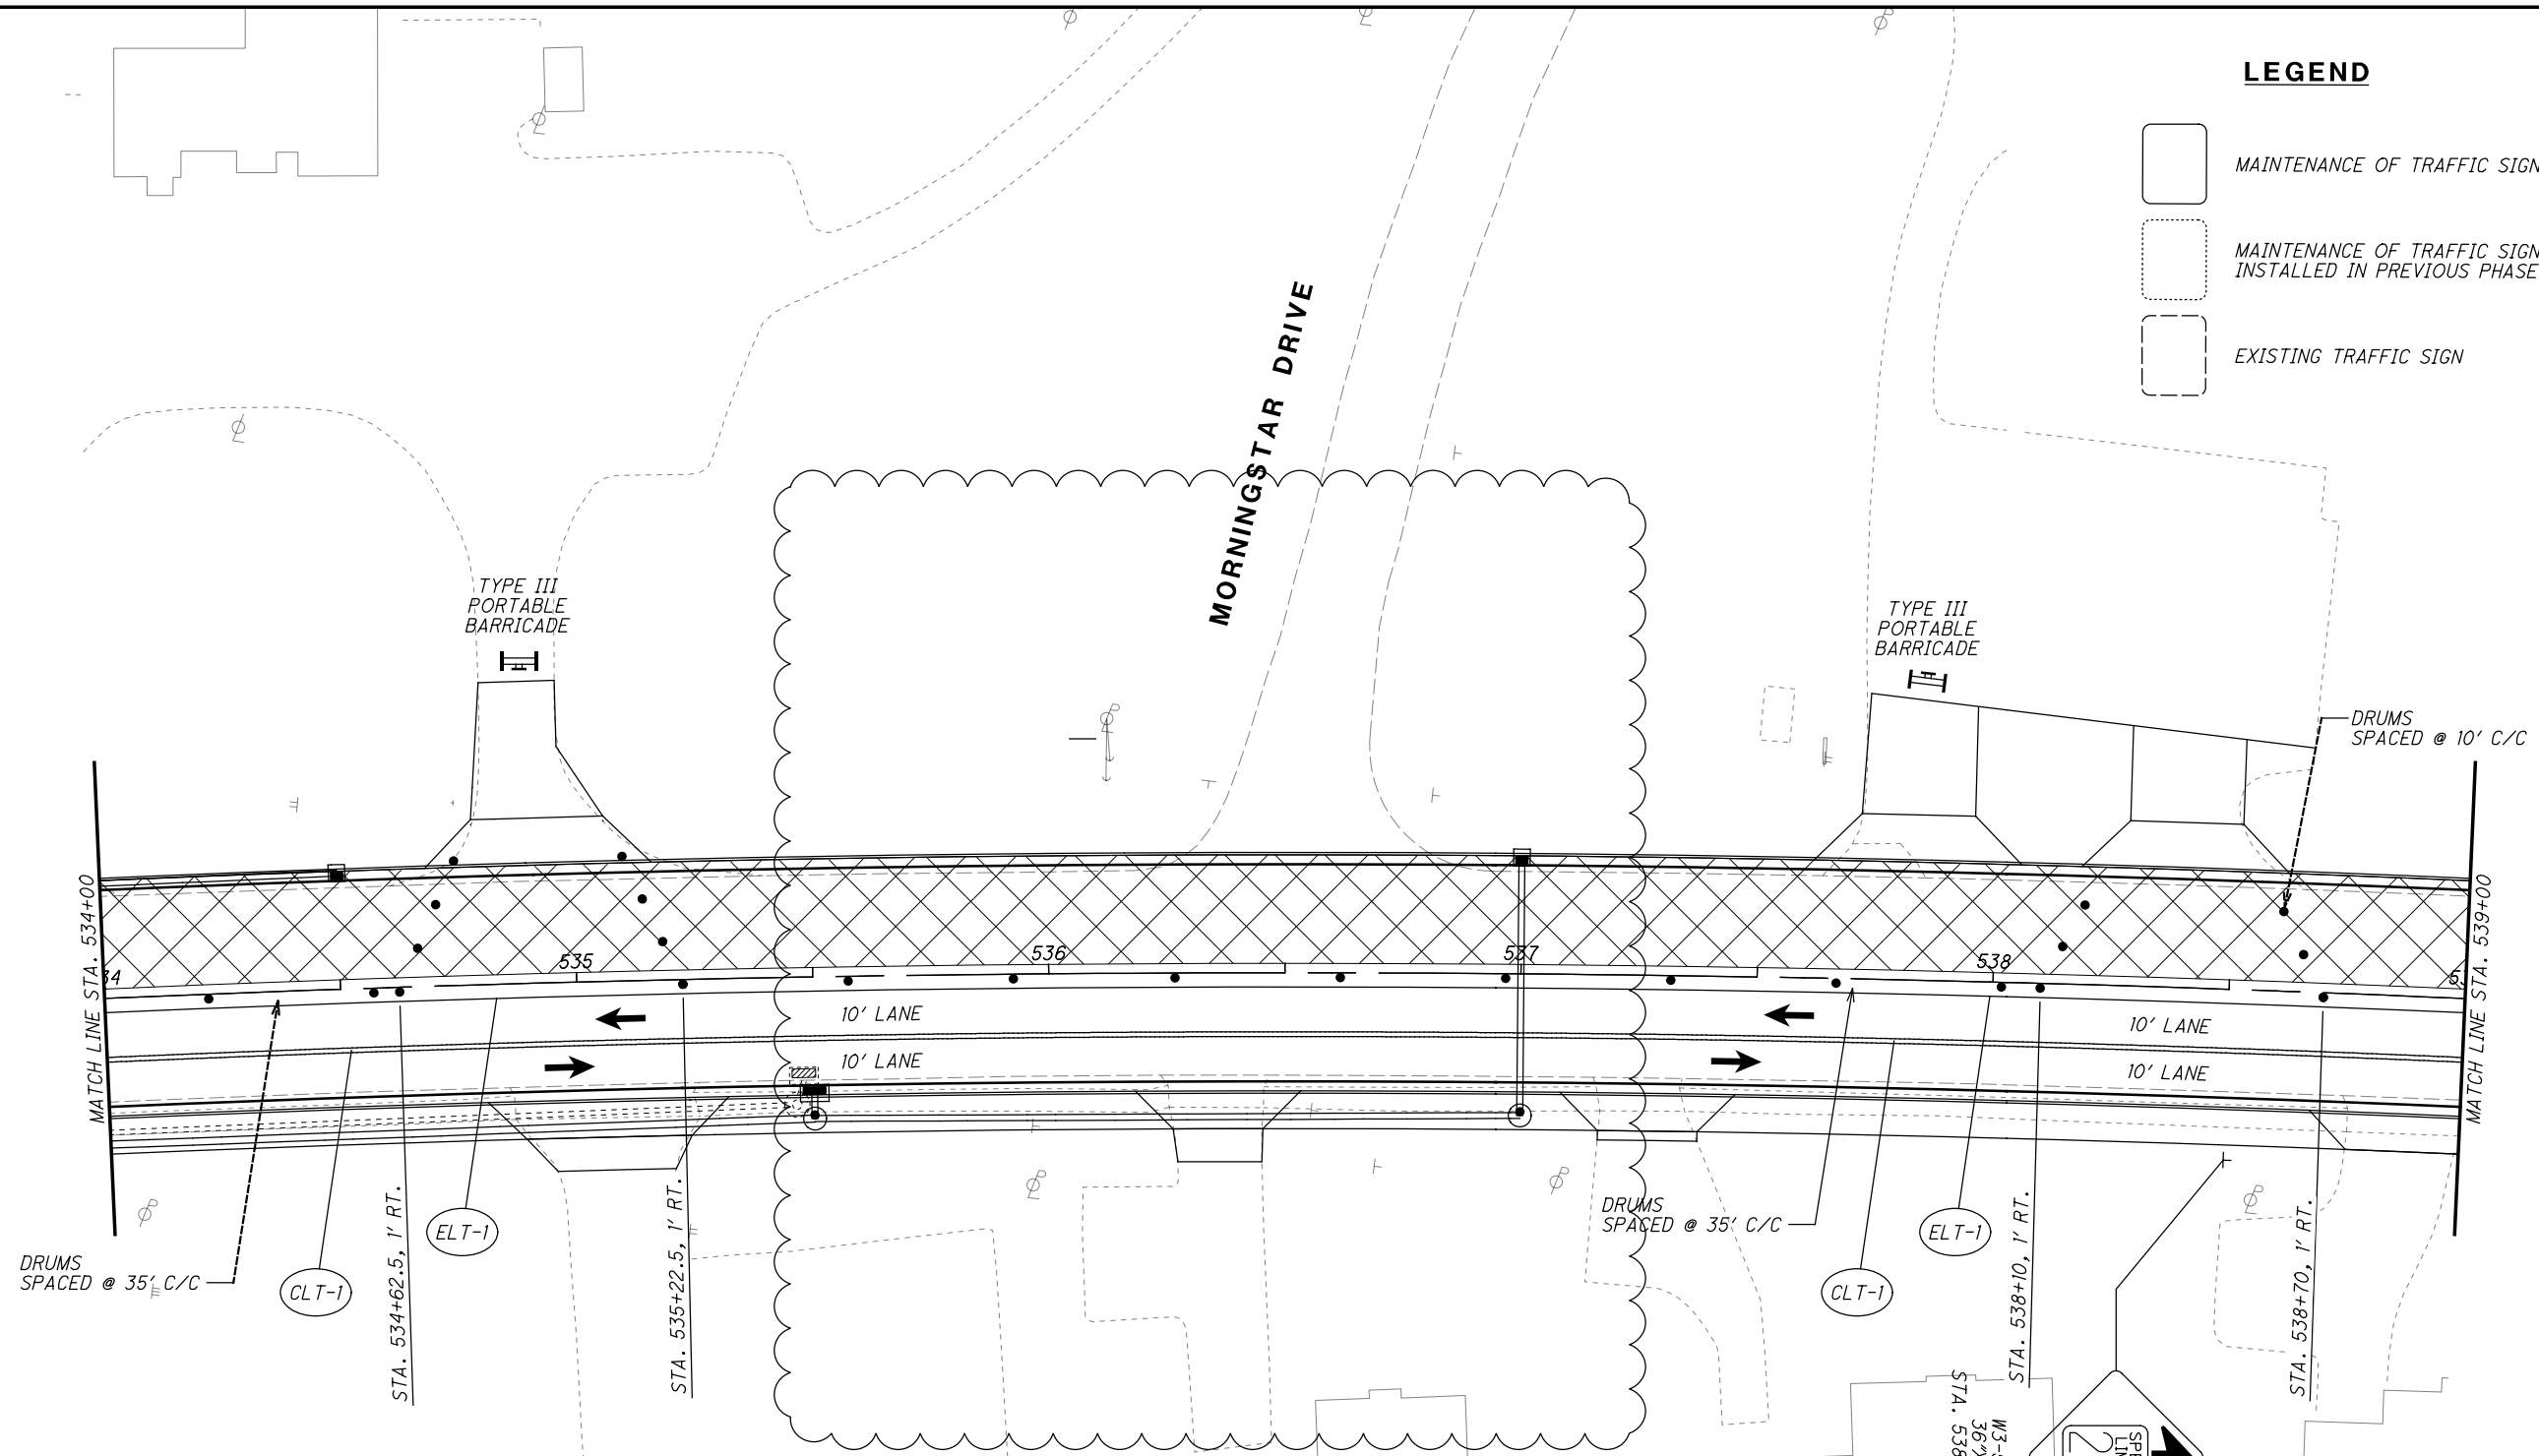 LEGEND
MAINTENANCE OF TRAFFIC SIGN
MAINTENANCE OF TRAFFIC SIGN
INSTALLED IN PREVIOUS PHASE
EXISTING TRAFFIC SIGN
MORNINGSTAR DRIVE
TYPE III
PORTABLE
BARRICADE
TYPE III
PORTABLE
BARRICADE
DRUMS
SPACED @ 10' C/C
MATCH LINE STA. 534+00
MATCH LINE STA. 539+00
34
535
536
537
538
10' LANE
10' LANE
10' LANE
10' LANE
DRUMS
SPACED @ 35' C/C
CLT-1
ELT-1
STA. 534+62.5, 1' RT.
STA. 535+22.5, 1' RT.
DRUMS
SPACED @ 35' C/C
CLT-1
ELT-1
STA. 538+10, 1' RT.
STA. 538+70, 1' RT.
STA. 538
36"